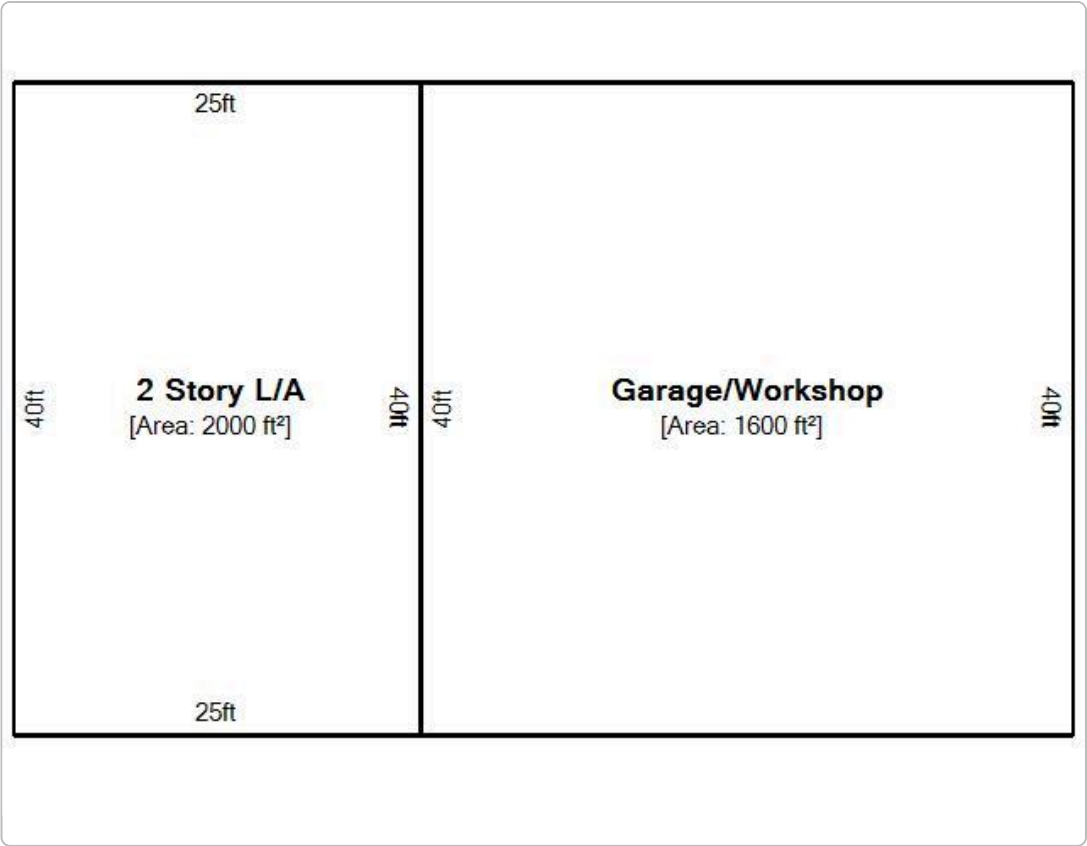 25ft
40ft
2 Story L/A
[Area: 2000 ft²]
40ft
25ft
40ft
Garage/Workshop
[Area: 1600 ft²]
40ft